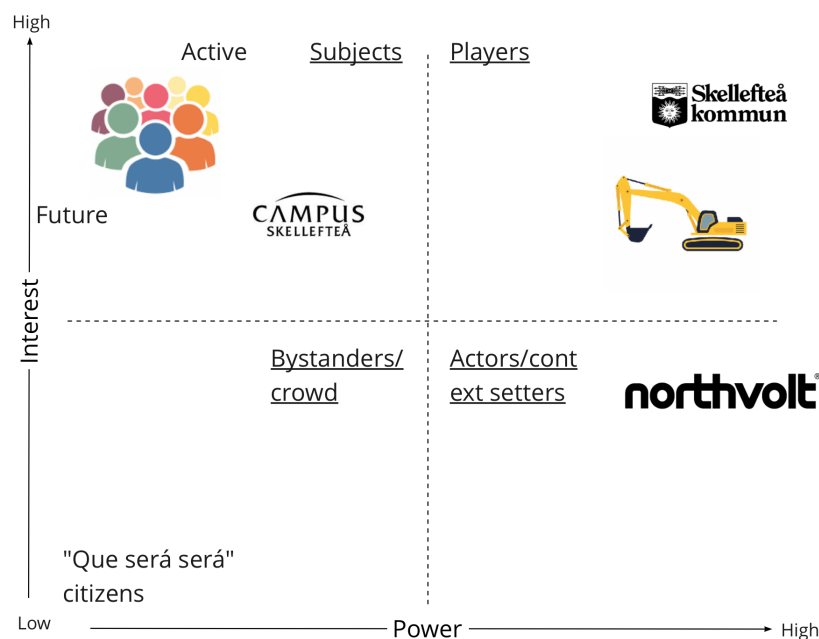 High
Active
Subjects
Players
Skellefteå
kommun
Future
CAMPUS
SKELLEFTEÅ
Interest
Bystanders/
crowd
Actors/cont
ext setters
northvolt®
"Que será será"
citizens
Low
Power
High